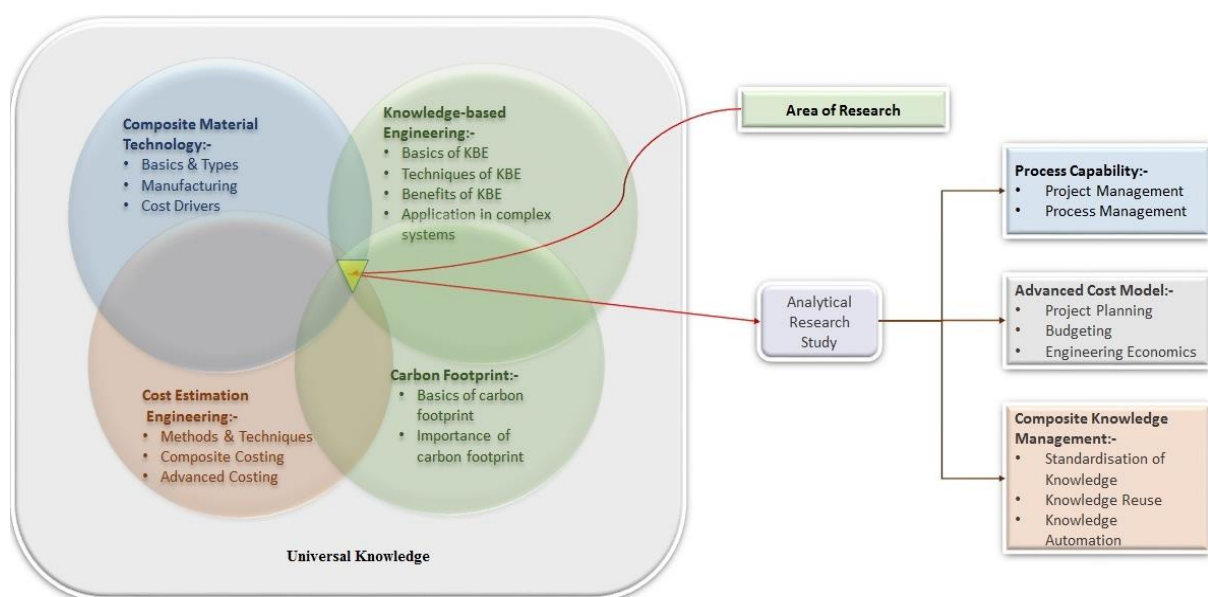 Composite Material
Technology:-
• Basics & Types
• Manufacturing
• Cost Drivers
Knowledge-based
Engineering:-
• Basics of KBE
• Techniques of KBE
• Benefits of KBE
• Application in complex
systems
Cost Estimation
Engineering:-
• Methods & Techniques
• Composite Costing
• Advanced Costing
Carbon Footprint:-
• Basics of carbon
footprint
• Importance of
carbon footprint
Universal Knowledge
Area of Research
Analytical
Research
Study
Process Capability:-
• Project Management
• Process Management
Advanced Cost Model:-
• Project Planning
• Budgeting
• Engineering Economics
Composite Knowledge
Management:-
• Standardisation of
Knowledge
• Knowledge Reuse
• Knowledge
Automation